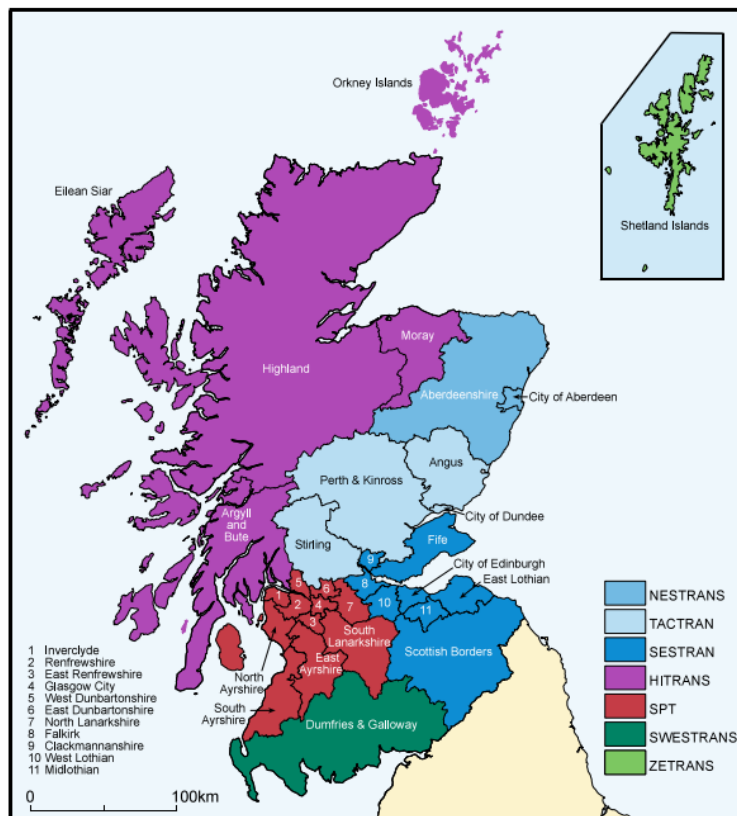 Orkney Islands
Eilean Siar
Shetland Islands
Moray
Highland
Aberdeenshire
City of Aberdeen
Angus
Perth & Kinross
City of Dundee
Argyll
and
Bute
Stirling
Fife
9
City of Edinburgh
East Lothian
5
8
6
1
2
4
7
10
11
3
South
Lanarkshire
East
Ayrshire
Scottish Borders
North
Ayrshire
South
Ayrshire
Dumfries & Galloway
NESTRANS
TACTRAN
SESTRAN
HITRANS
SPT
SWESTRANS
ZETRANS
1 Inverclyde
2 Renfrewshire
3 East Renfrewshire
4 Glasgow City
5 West Dunbartonshire
6 East Dunbartonshire
7 North Lanarkshire
8 Falkirk
9 Clackmannanshire
10 West Lothian
11 Midlothian
0 100km